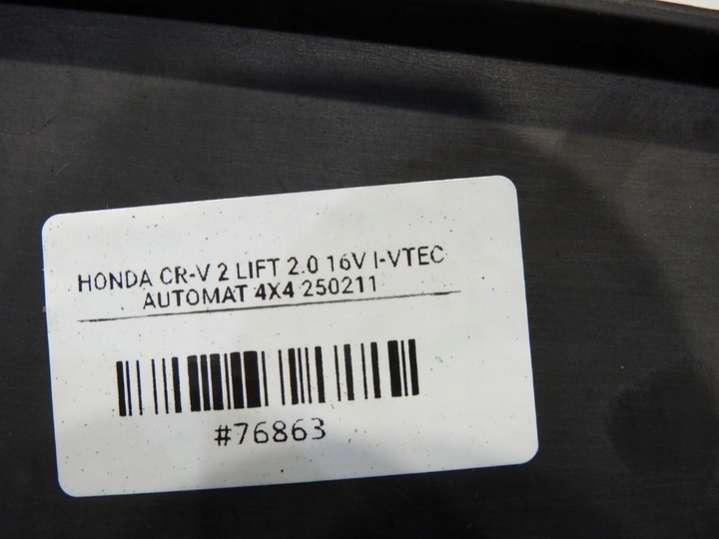 HONDA CR-V 2 LIFT 2.0 16V I-VTEC
AUTOMAT 4X4 250211
#76863